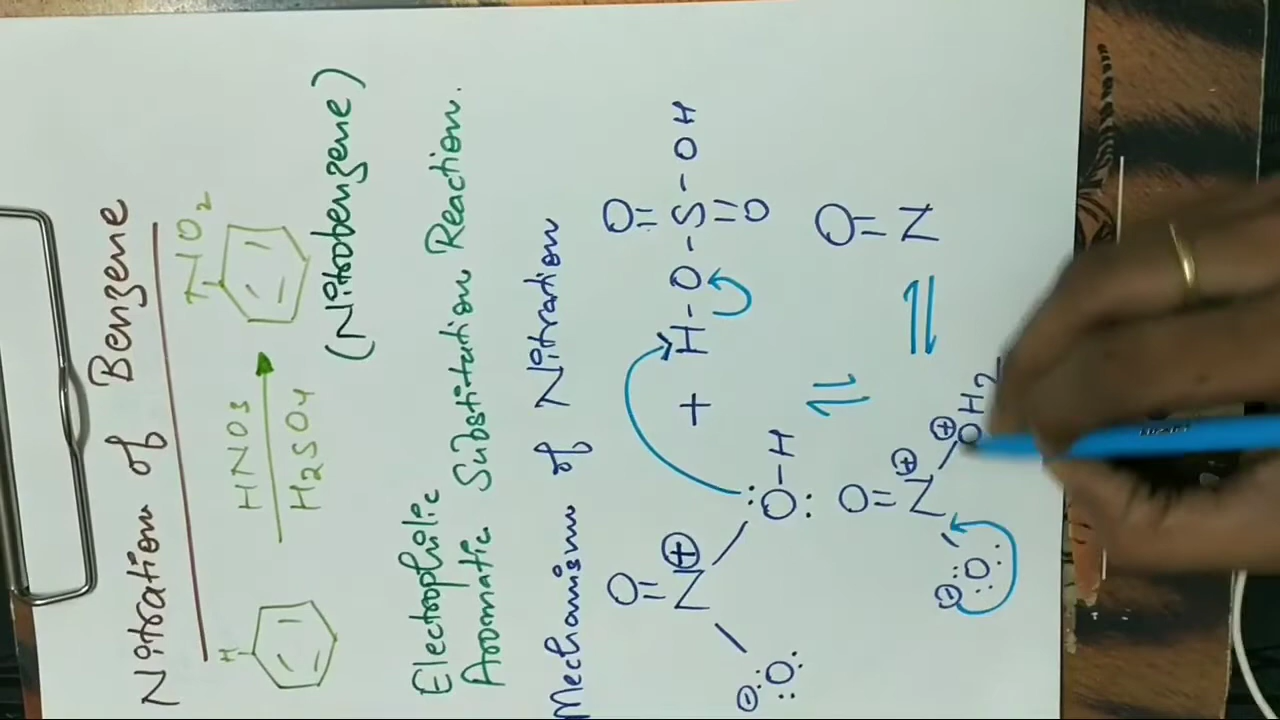 Nitration of Benzene
H HNO3 NO2
H2SO4
(Nitrobenzene)
Electrophilic
Aromatic Substitution Reaction.
Mechanism of Nitration
O O
N⊕ + H-O-S-OH
⊖:O: O-H O
O O
N⊕ ⊕OH2 ⇌ N
⊖:O: